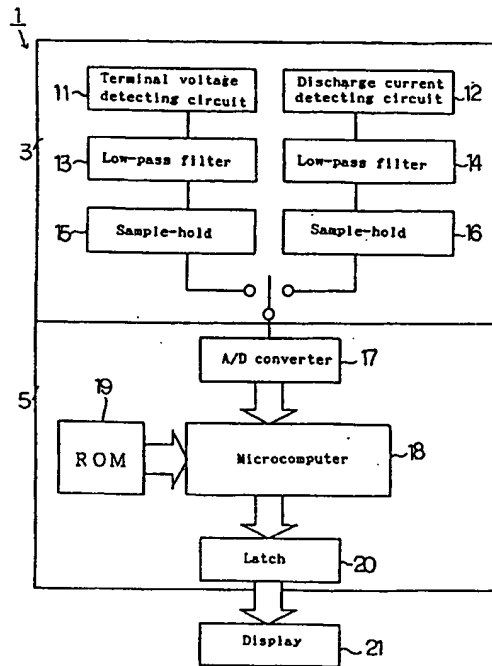 1
11
Terminal voltage
detecting circuit
Discharge current
detecting circuit
12
3
13
Low-pass filter
Low-pass filter
14
15
Sample-hold
Sample-hold
16
A/D converter
17
5
19
ROM
Microcomputer
18
Latch
20
Display
21